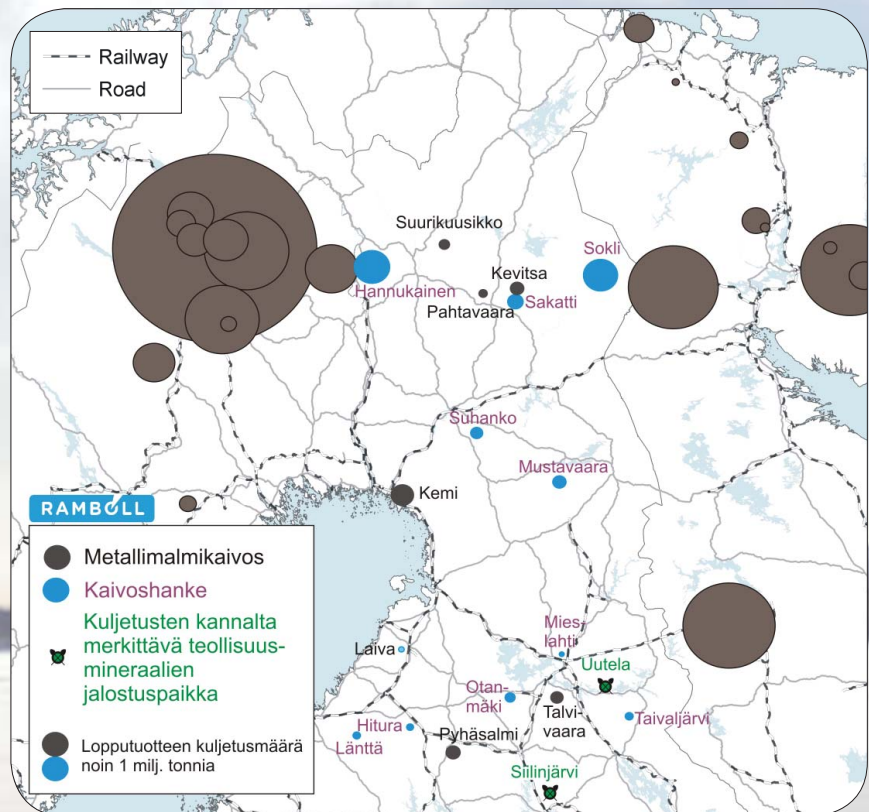 Railway
Road
Suurikuusikko
Sokli
Kevitsa
Hannukainen
Sakatti
Pahtavaara
Suhanko
Mustavaara
Kemi
RAMBOLL
Metallimalmikaivos
Kaivoshanke
Kuljetusten kannalta
merkittävä teollisuus-
mineraalien
jalostuspaikka
Lopputuotteen kuljetusmäärä
noin 1 milj. tonnia
Mies-
lahti
Laiva
Uutela
Otan-
mäki
Talvi-
vaara
Taivaljärvi
Hitura
Länttä
Pyhäsalmi
Siilinjärvi